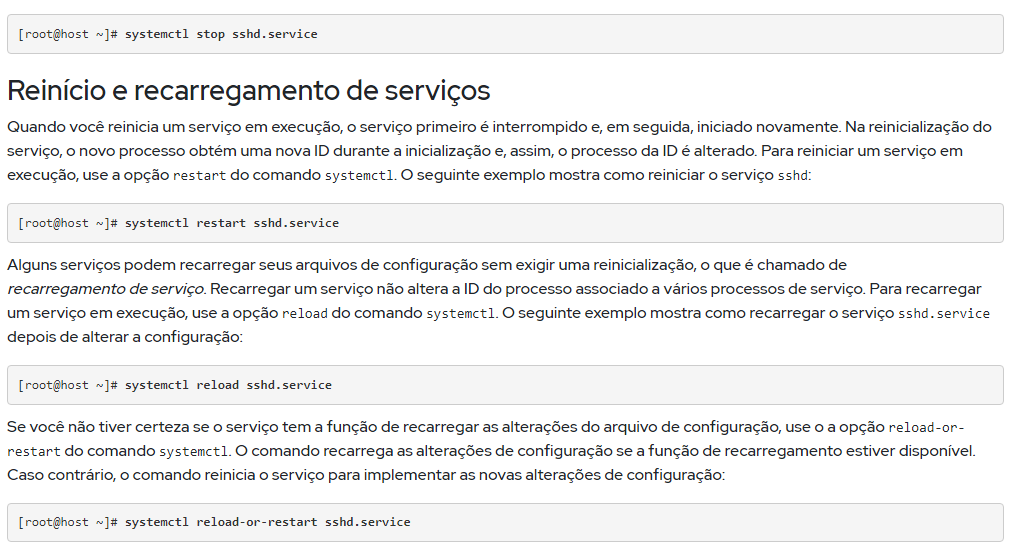 [root@host ~]# systemctl stop sshd.service
Reinício e recarregamento de serviços
Quando você reinicia um serviço em execução, o serviço primeiro é interrompido e, em seguida, iniciado novamente. Na reinicialização do
serviço, o novo processo obtém uma nova ID durante a inicialização e, assim, o processo da ID é alterado. Para reiniciar um serviço em
execução, use a opção restart do comando systemctl. O seguinte exemplo mostra como reiniciar o serviço sshd:
[root@host ~]# systemctl restart sshd.service
Alguns serviços podem recarregar seus arquivos de configuração sem exigir uma reinicialização, o que é chamado de
recarregamento de serviço. Recarregar um serviço não altera a ID do processo associado a vários processos de serviço. Para recarregar
um serviço em execução, use a opção reload do comando systemctl. O seguinte exemplo mostra como recarregar o serviço sshd.service
depois de alterar a configuração:
[root@host ~]# systemctl reload sshd.service
Se você não tiver certeza se o serviço tem a função de recarregar as alterações do arquivo de configuração, use o a opção reload-or-
restart do comando systemctl. O comando recarrega as alterações de configuração se a função de recarregamento estiver disponível.
Caso contrário, o comando reinicia o serviço para implementar as novas alterações de configuração:
[root@host ~]# systemctl reload-or-restart sshd.service